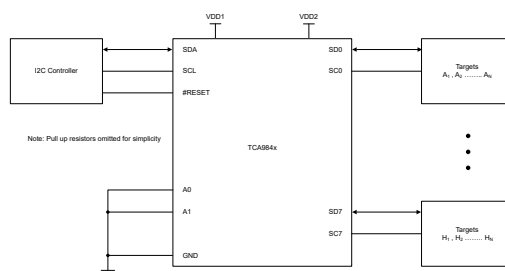 VDD1
VDD2
I2C Controller
SDA
SCL
#RESET
SD0
SC0
Targets
A1 , A2 ........ AN
Note: Pull up resistors omitted for simplicity
TCA984x
A0
A1
GND
SD7
SC7
Targets
H1 , H2 ........ HN